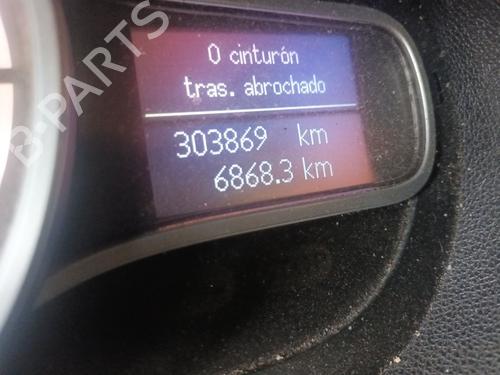 0 cinturón
tras. abrochado
303869 km
6868.3 km
B-PARTS